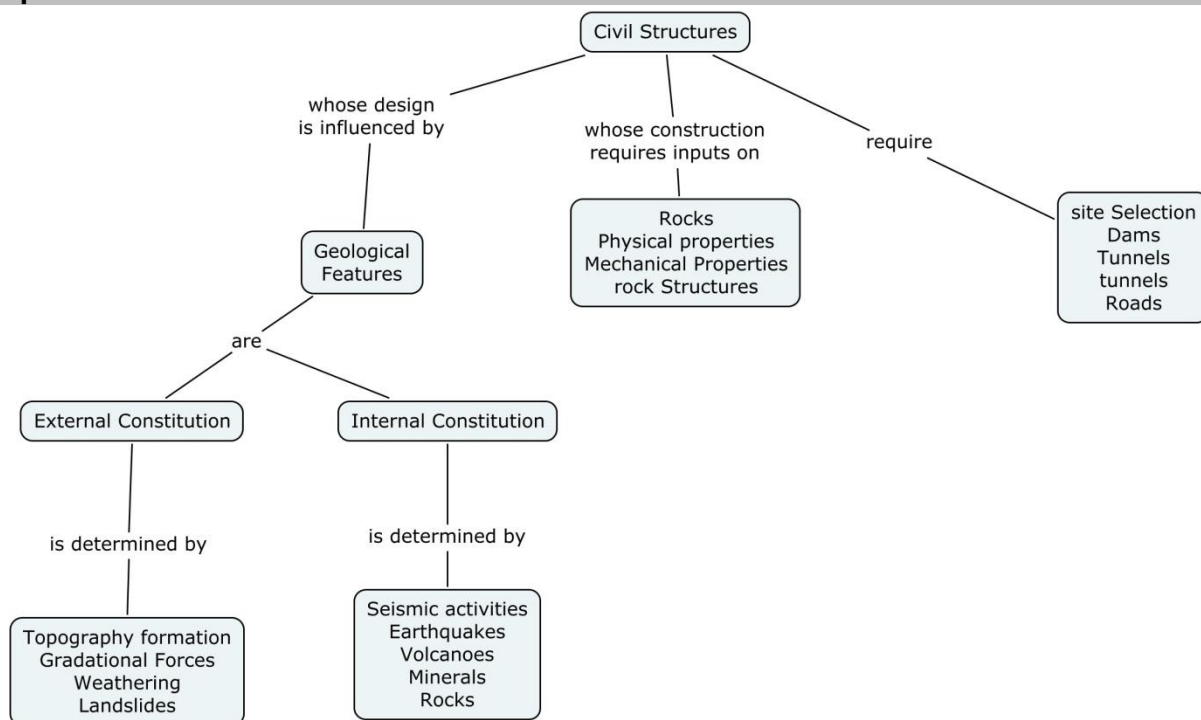 Civil Structures
whose design
is influenced by
whose construction
requires inputs on
require
Geological
Features
Rocks
Physical properties
Mechanical Properties
rock Structures
site Selection
Dams
Tunnels
tunnels
Roads
are
External Constitution
Internal Constitution
is determined by
is determined by
Topography formation
Gradational Forces
Weathering
Landslides
Seismic activities
Earthquakes
Volcanoes
Minerals
Rocks